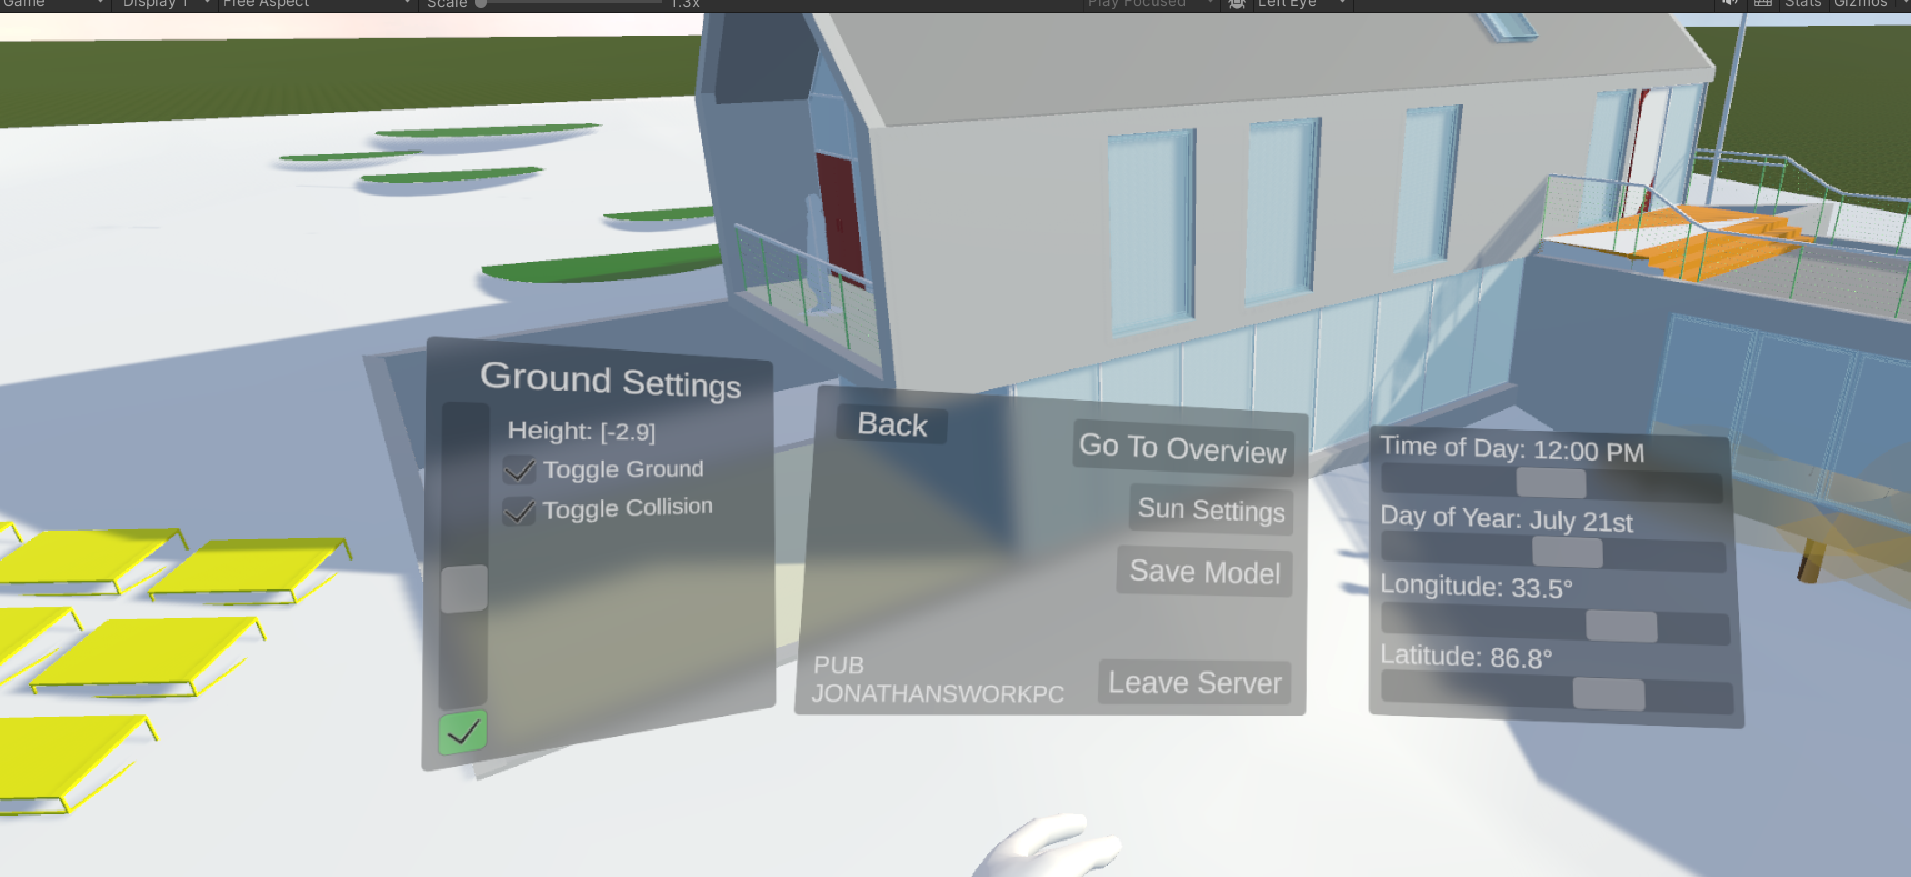 Game
Display 1
Free Aspect
Scale
1.3x
Play Focused
Left Eye
Stats
Gizmos
Ground Settings
Height: [-2.9]
Toggle Ground
Toggle Collision
Back
Go To Overview
Sun Settings
Save Model
PUB
JONATHANSWORKPC
Leave Server
Time of Day: 12:00 PM
Day of Year: July 21st
Longitude: 33.5°
Latitude: 86.8°